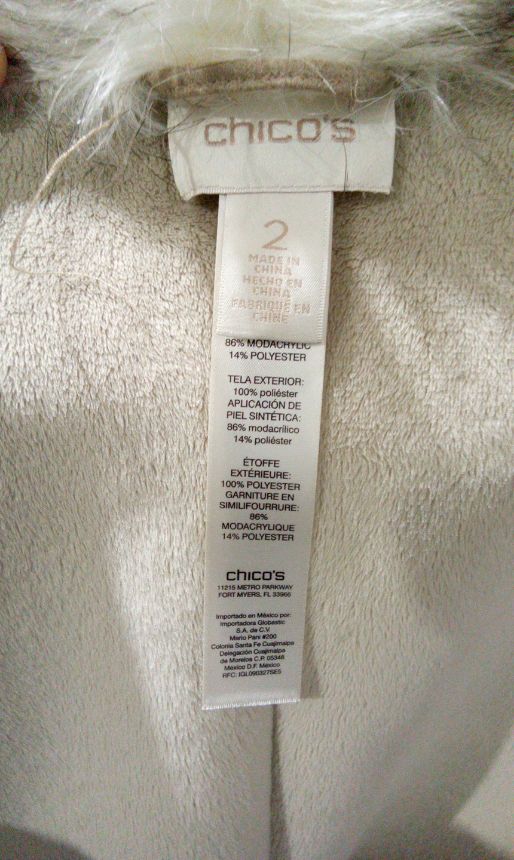 chico's
2
MADE IN
CHINA
HECHO EN
CHINA
FABRIQUÉ EN
CHINE
86% MODACRYLIC
14% POLYESTER
TELA EXTERIOR:
100% poliéster
APLICACIÓN DE
PIEL SINTÉTICA:
86% modacrílico
14% poliéster
ÉTOFFE
EXTÉRIEURE:
100% POLYESTER
GARNITURE EN
SIMILIFOURRURE:
86%
MODACRYLIQUE
14% POLYESTER
chico's
11215 METRO PARKWAY
FORT MYERS, FL 33966
Importado en México por:
Importadora Globastic
S.A. de C.V.
Mario Pani #200
Colonia Santa Fe Cuajimalpa
Delegación Cuajimalpa
de Morelos C.P. 05348
México D.F. México
RFC: IGL090327SE5